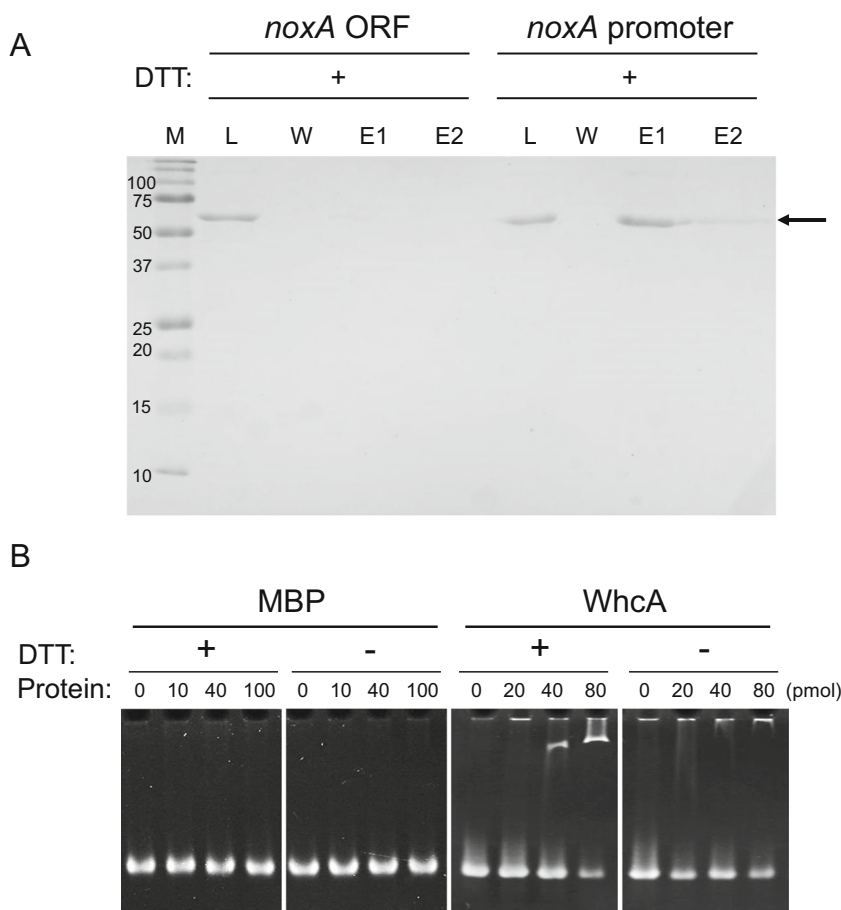 A
noxA ORF noxA promoter
DTT: + +
M L W E1 E2 L W E1 E2
100
75
50
37
25
20
15
10
B
MBP WhcA
DTT: + - + -
Protein: 0 10 40 100 0 10 40 100 0 20 40 80 0 20 40 80 (pmol)